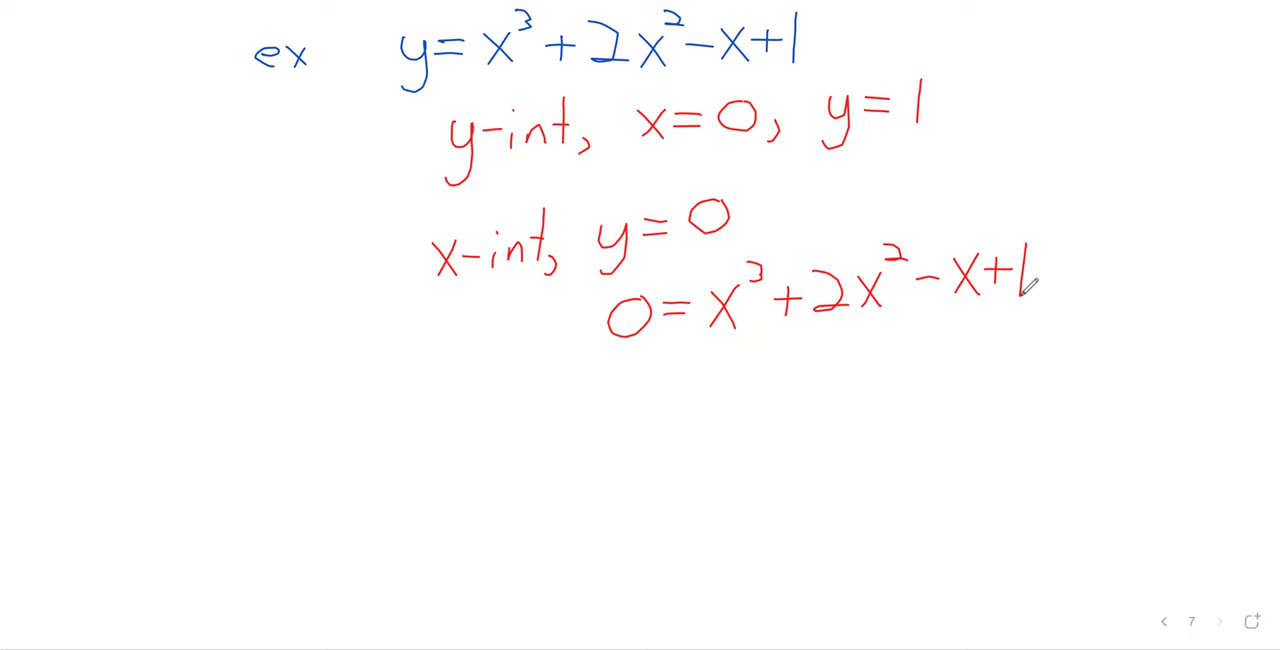 ex y = x³ + 2x² - x + 1
y-int, x = 0, y = 1
x-int, y = 0
0 = x³ + 2x² - x + 1
7